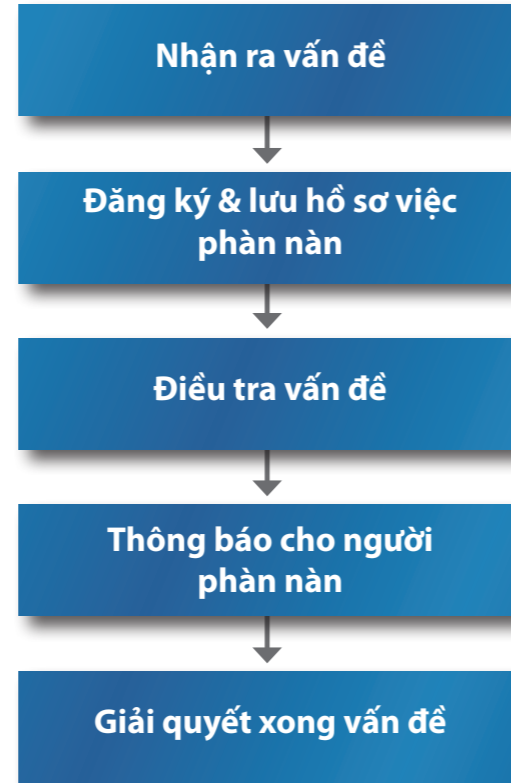 Nhận ra vấn đề
Đăng ký & lưu hồ sơ việc
phàn nàn
Điều tra vấn đề
Thông báo cho người
phàn nàn
Giải quyết xong vấn đề